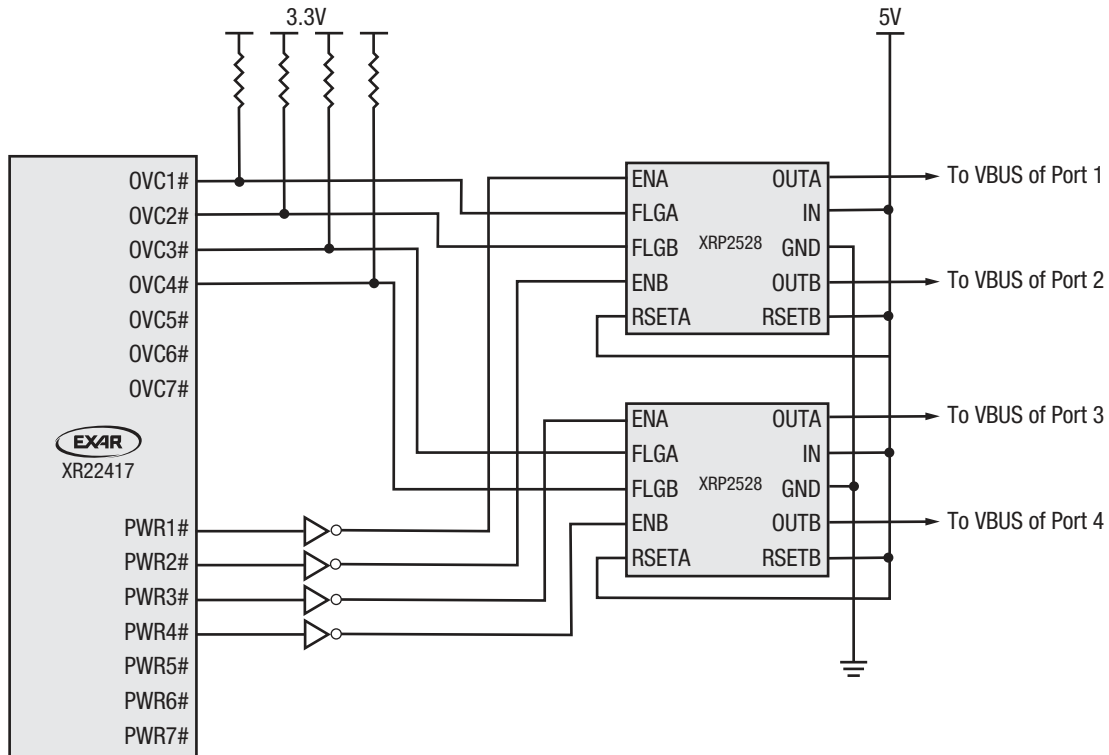 3.3V
5V
OVC1#
OVC2#
OVC3#
OVC4#
OVC5#
OVC6#
OVC7#
EXAR
XR22417
PWR1#
PWR2#
PWR3#
PWR4#
PWR5#
PWR6#
PWR7#
ENA
FLGA
FLGB
ENB
RSETA
XRP2528
OUTA
IN
GND
OUTB
RSETB
To VBUS of Port 1
To VBUS of Port 2
ENA
FLGA
FLGB
ENB
RSETA
XRP2528
OUTA
IN
GND
OUTB
RSETB
To VBUS of Port 3
To VBUS of Port 4